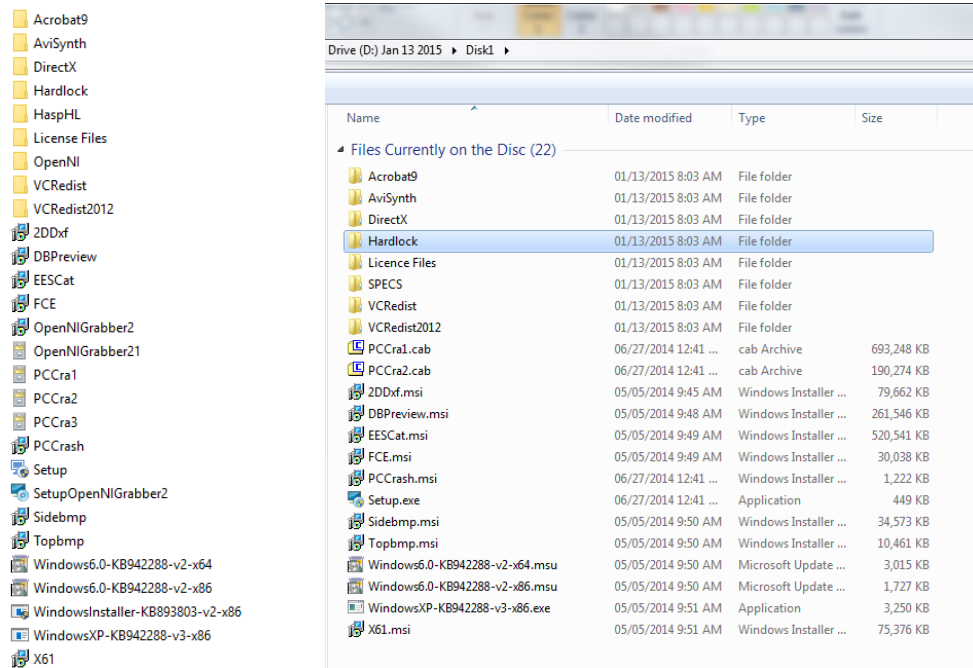 Acrobat9
AviSynth
DirectX
Hardlock
HaspHL
License Files
OpenNI
VCRedist
VCRedist2012
2DDxf
DBPreview
EESCat
FCE
OpenNIGrabber2
OpenNIGrabber21
PCCra1
PCCra2
PCCra3
PCCrash
Setup
SetupOpenNIGrabber2
Sidebmp
Topbmp
Windows6.0-KB942288-v2-x64
Windows6.0-KB942288-v2-x86
WindowsInstaller-KB893803-v2-x86
WindowsXP-KB942288-v3-x86
X61
Drive (D:) Jan 13 2015 Disk1
Name Date modified Type Size
Files Currently on the Disc (22)
Acrobat9 01/13/2015 8:03 AM File folder
AviSynth 01/13/2015 8:03 AM File folder
DirectX 01/13/2015 8:03 AM File folder
Hardlock 01/13/2015 8:03 AM File folder
Licence Files 01/13/2015 8:03 AM File folder
SPECS 01/13/2015 8:03 AM File folder
VCRedist 01/13/2015 8:03 AM File folder
VCRedist2012 01/13/2015 8:03 AM File folder
PCCra1.cab 06/27/2014 12:41 ... cab Archive 693,248 KB
PCCra2.cab 06/27/2014 12:41 ... cab Archive 190,274 KB
2DDxf.msi 05/05/2014 9:45 AM Windows Installer ... 79,662 KB
DBPreview.msi 05/05/2014 9:48 AM Windows Installer ... 261,546 KB
EESCat.msi 05/05/2014 9:49 AM Windows Installer ... 520,541 KB
FCE.msi 05/05/2014 9:49 AM Windows Installer ... 30,038 KB
PCCrash.msi 06/27/2014 12:41 ... Windows Installer ... 1,222 KB
Setup.exe 06/27/2014 12:41 ... Application 449 KB
Sidebmp.msi 05/05/2014 9:50 AM Windows Installer ... 34,573 KB
Topbmp.msi 05/05/2014 9:50 AM Windows Installer ... 10,461 KB
Windows6.0-KB942288-v2-x64.msu 05/05/2014 9:50 AM Microsoft Update ... 3,015 KB
Windows6.0-KB942288-v2-x86.msu 05/05/2014 9:50 AM Microsoft Update ... 1,727 KB
WindowsXP-KB942288-v3-x86.exe 05/05/2014 9:51 AM Application 3,250 KB
X61.msi 05/05/2014 9:51 AM Windows Installer ... 75,376 KB